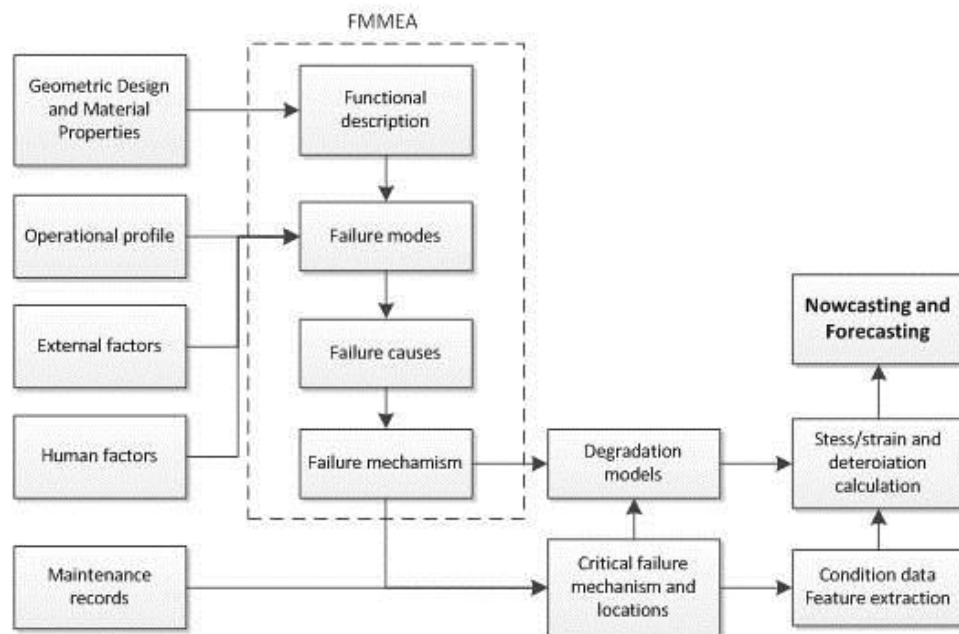 FMMEA
Geometric Design
and Material
Properties
Functional
description
Operational profile
Failure modes
External factors
Failure causes
Nowcasting and
Forecasting
Human factors
Failure mechamism
Degradation
models
Stess/strain and
deteroiation
calculation
Maintenance
records
Critical failure
mechanism and
locations
Condition data
Feature extraction